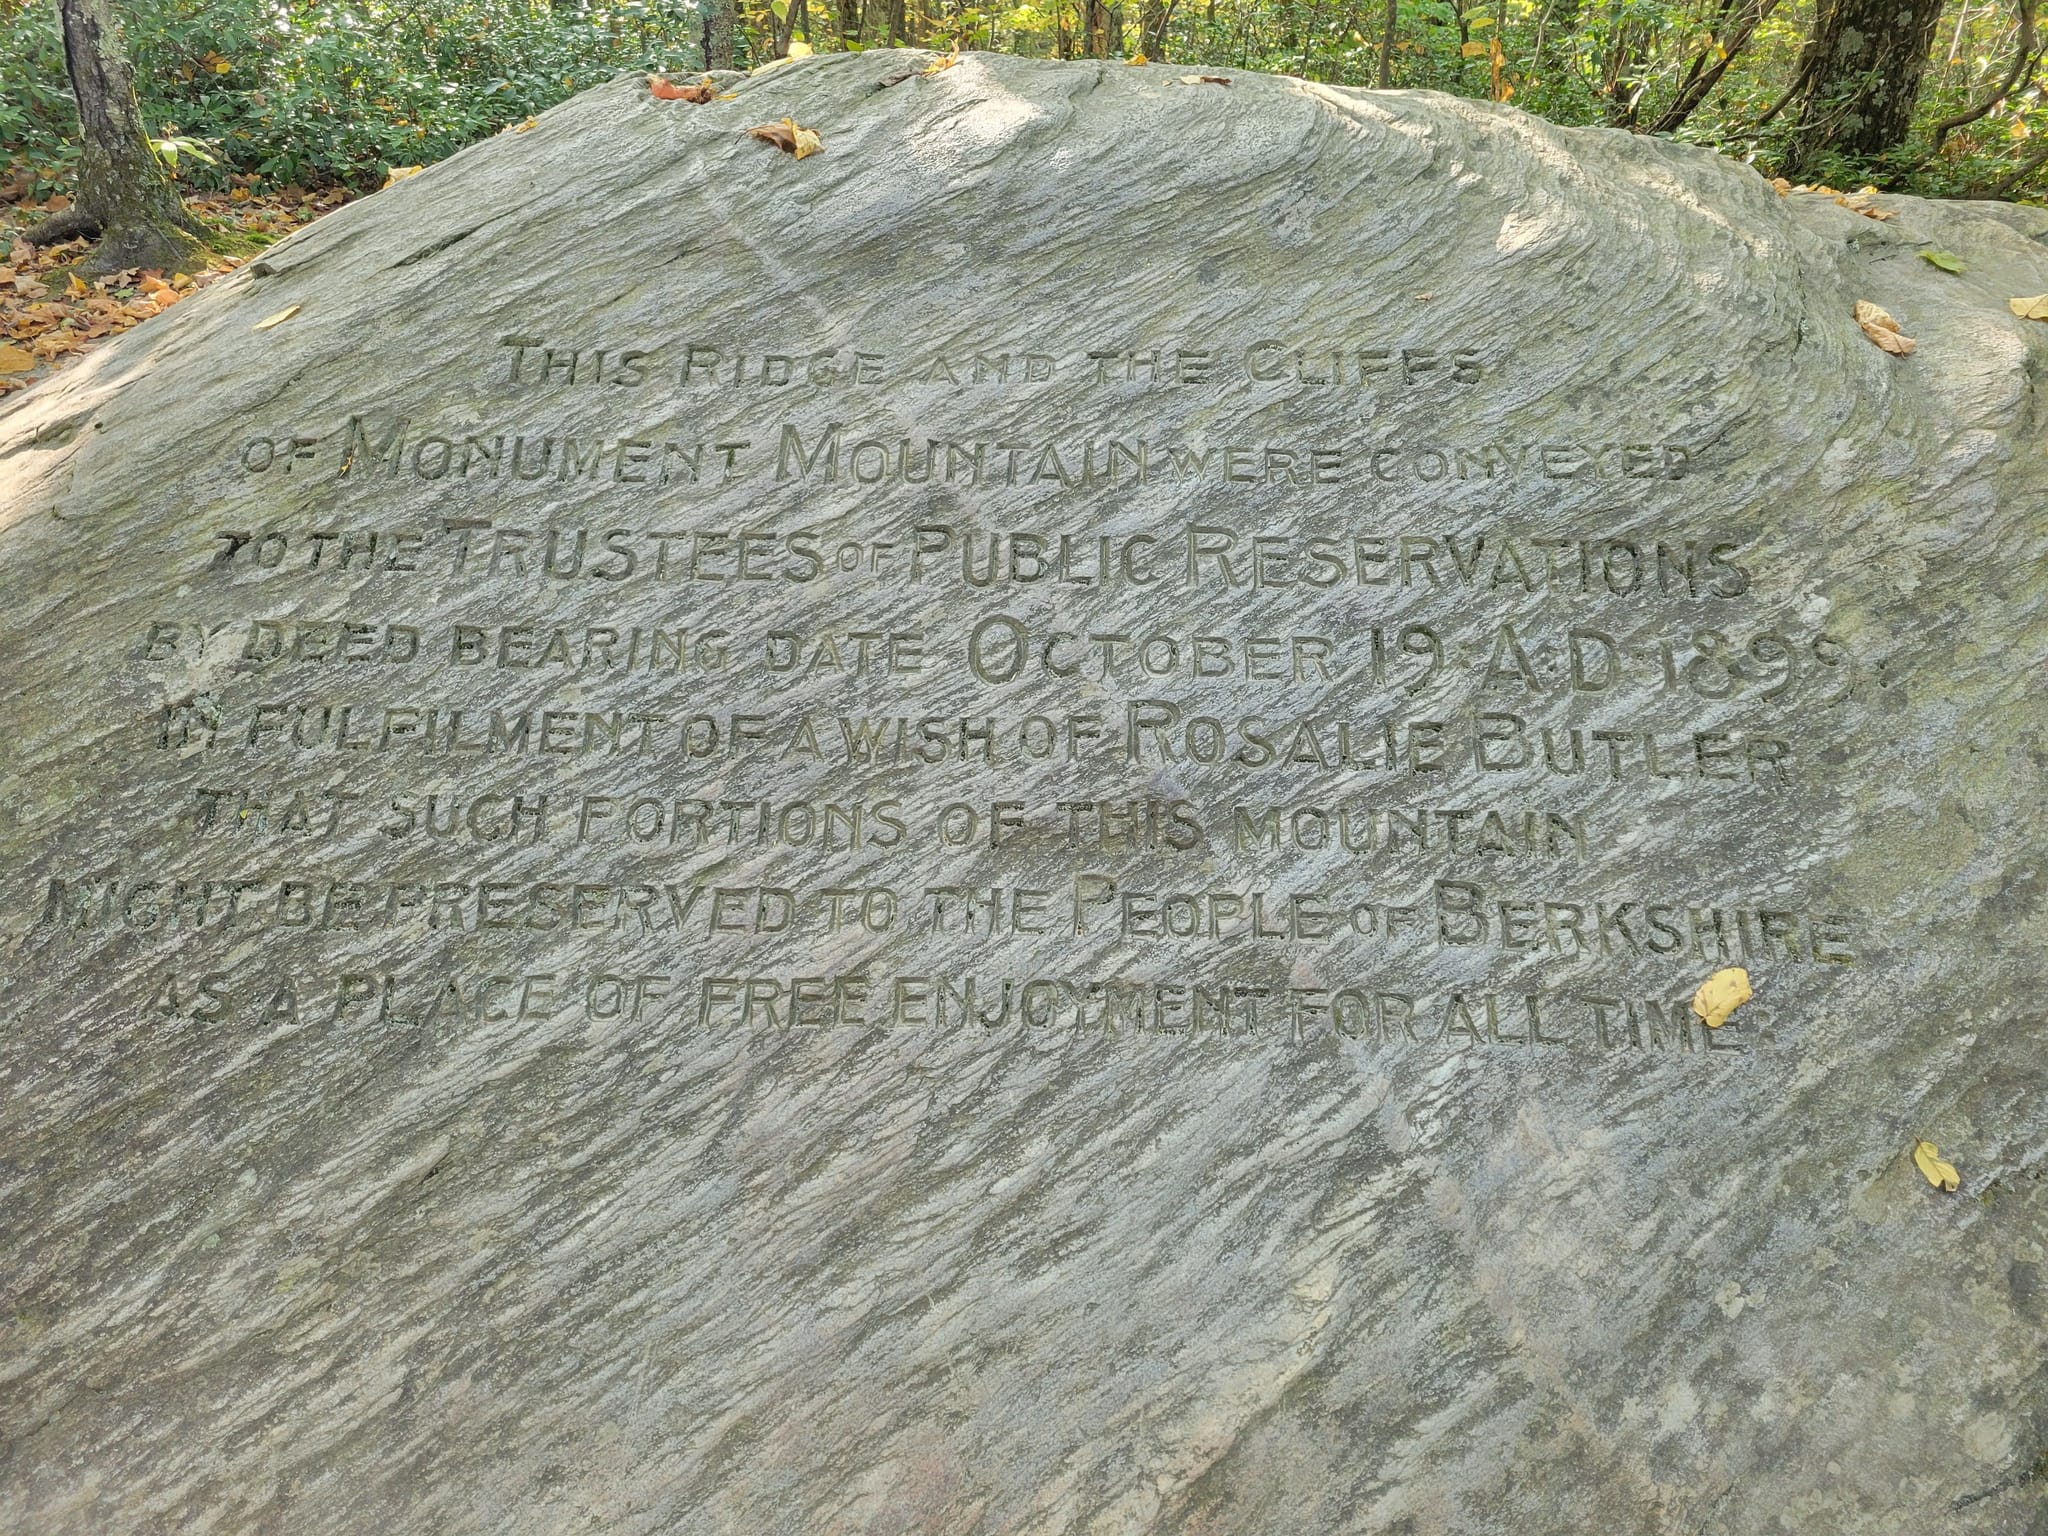 THIS RIDGE AND THE CLIFFS
OF MONUMENT MOUNTAIN WERE CONVEYED
TO THE TRUSTEES OF PUBLIC RESERVATIONS
BY DEED BEARING DATE OCTOBER 19·A·D·1899·
IN FULFILMENT OF A WISH OF ROSALIE BUTLER
THAT SUCH PORTIONS OF THIS MOUNTAIN
MIGHT BE PRESERVED TO THE PEOPLE OF BERKSHIRE
AS A PLACE OF FREE ENJOYMENT FOR ALL TIME·